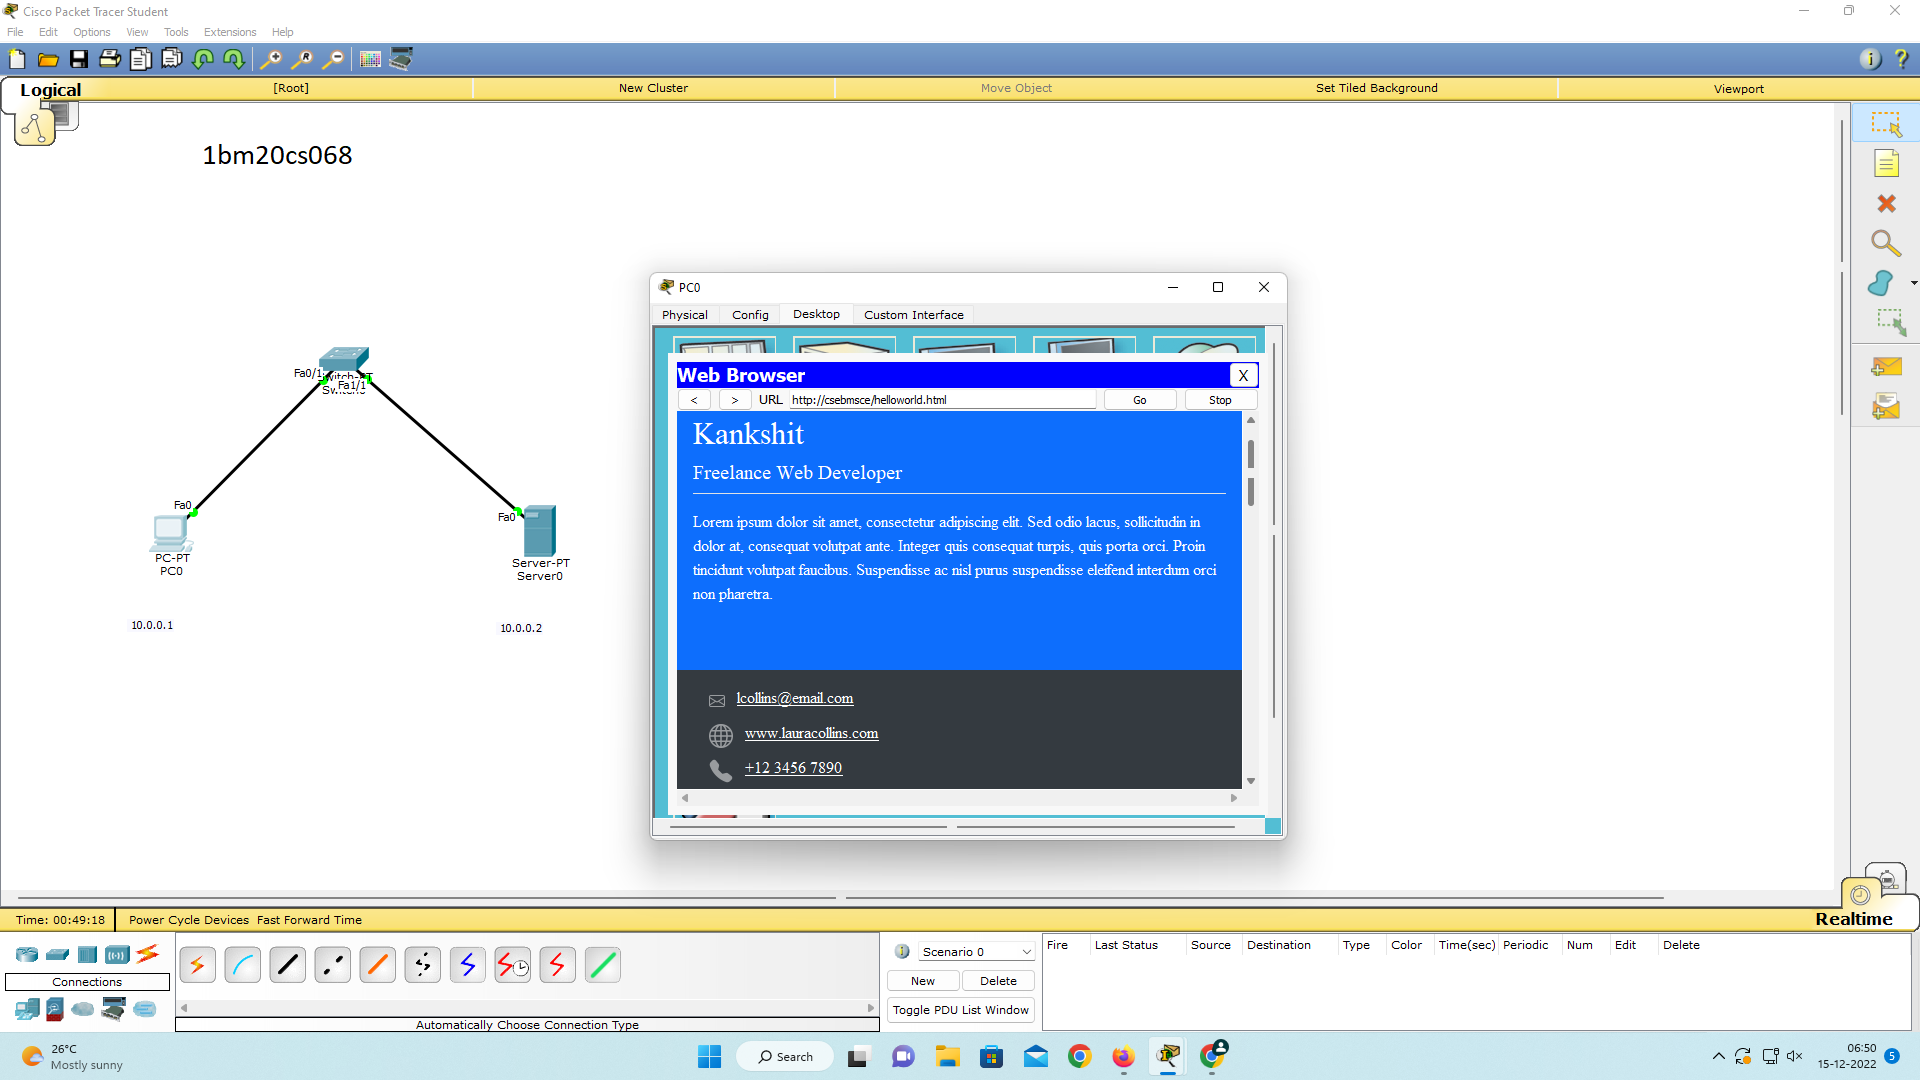 Cisco Packet Tracer Student
File Edit Options View Tools Extensions Help
Logical [Root] New Cluster Move Object Set Tiled Background Viewport
1bm20cs068
PC0
Physical Config Desktop Custom Interface
Web Browser X
< > URL http://csebmsce/helloworld.html Go Stop
Kankshit
Freelance Web Developer
Lorem ipsum dolor sit amet, consectetur adipiscing elit. Sed odio lacus, sollicitudin in
dolor at, consequat volutpat ante. Integer quis consequat turpis, quis porta orci. Proin
tincidunt volutpat faucibus. Suspendisse ac nisl purus suspendisse eleifend interdum orci
non pharetra.
lcollins@email.com
www.lauracollins.com
+12 3456 7890
Fa0/1
Fa1/1
Fa0
PC-PT
PC0
10.0.0.1
Fa0
Server-PT
Server0
10.0.0.2
Time: 00:49:18 Power Cycle Devices Fast Forward Time
Realtime
Connections
Automatically Choose Connection Type
Scenario 0
New Delete
Toggle PDU List Window
Fire Last Status Source Destination Type Color Time(sec) Periodic Num Edit Delete
26°C
Mostly sunny
Search
06:50
15-12-2022
5